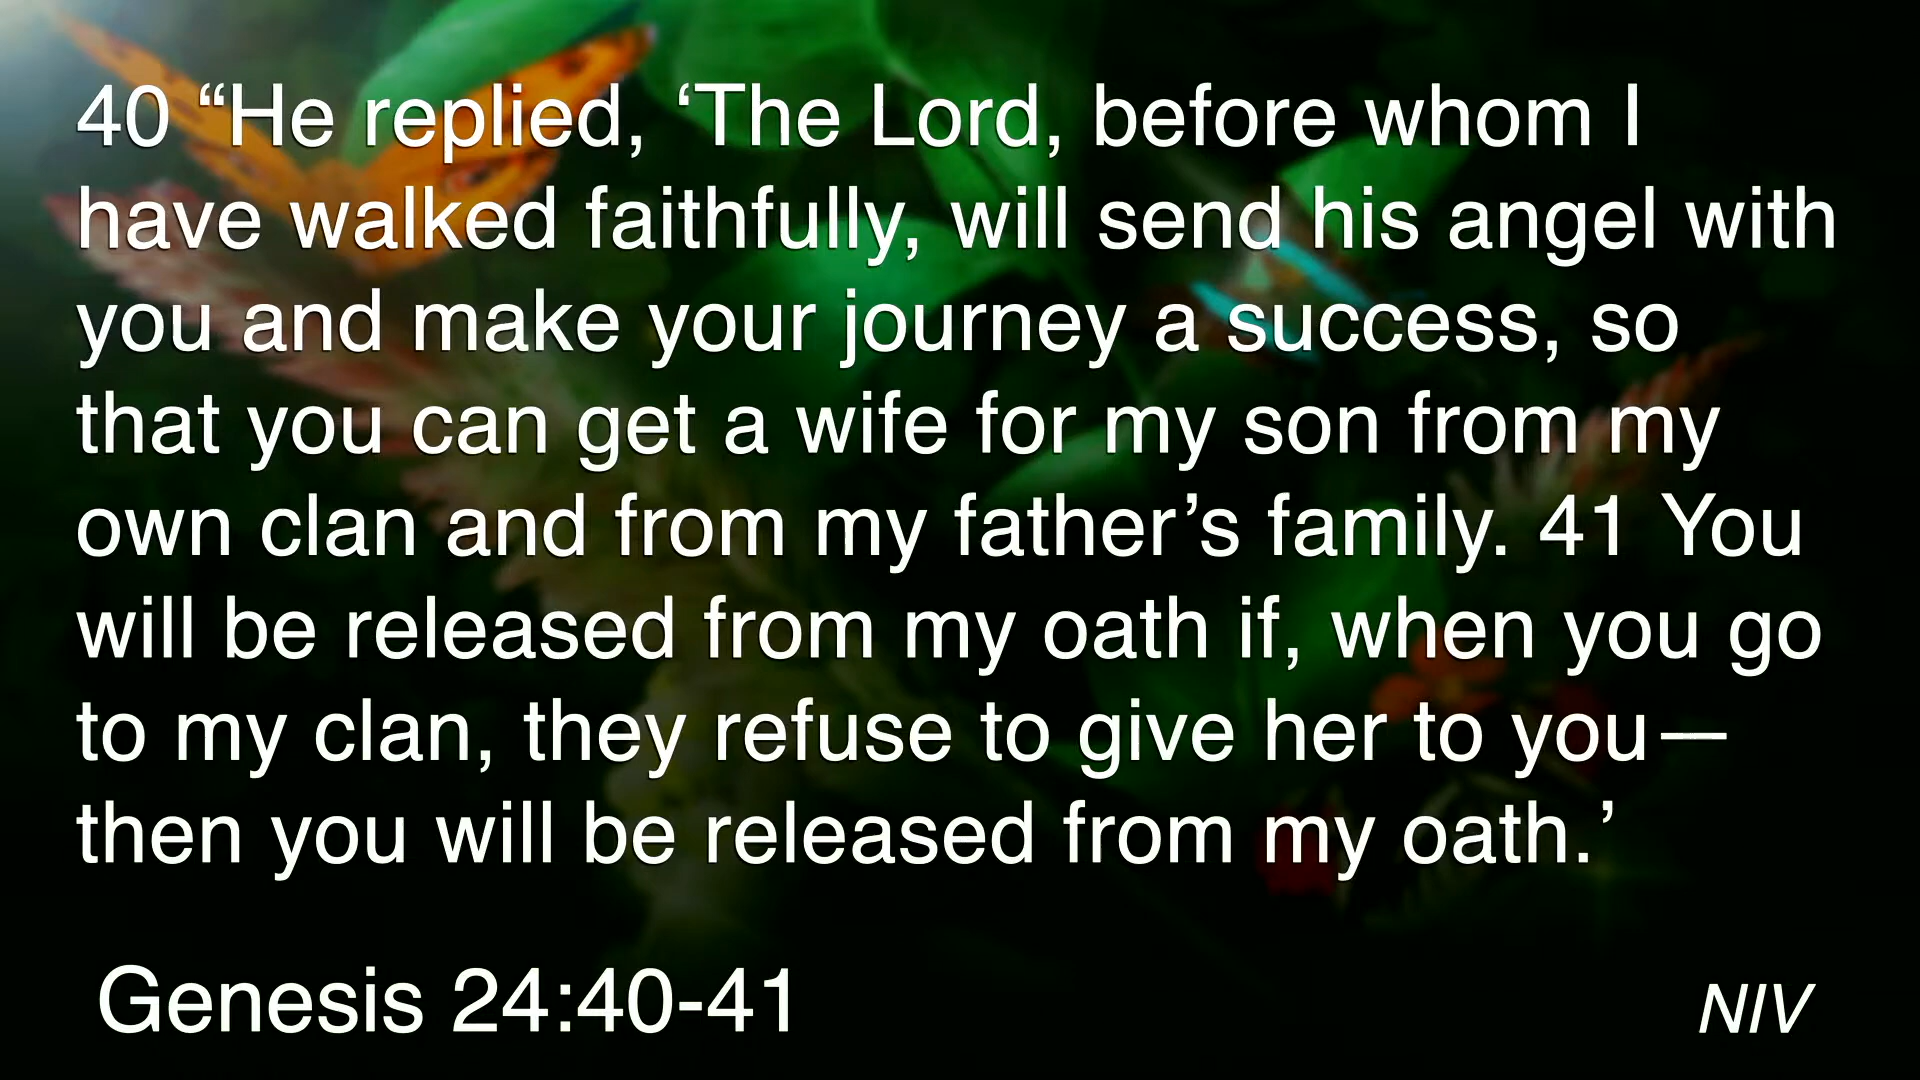 40 “He replied, ‘The Lord, before whom I
have walked faithfully, will send his angel with
you and make your journey a success, so
that you can get a wife for my son from my
own clan and from my father’s family. 41 You
will be released from my oath if, when you go
to my clan, they refuse to give her to you—
then you will be released from my oath.’
Genesis 24:40-41
NIV